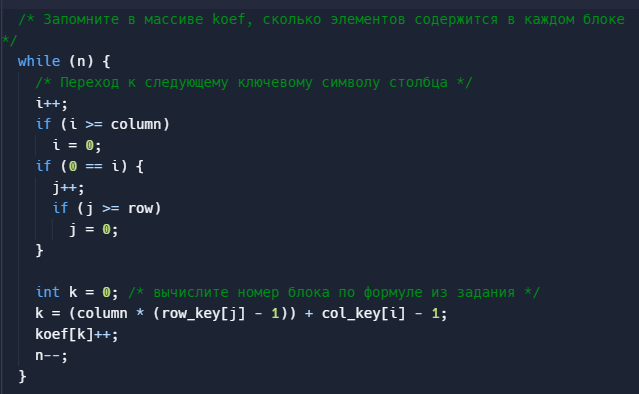 /* Запомните в массиве koef, сколько элементов содержится в каждом блоке
*/
while (n) {
/* Переход к следующему ключевому символу столбца */
i++;
if (i >= column)
i = 0;
if (0 == i) {
j++;
if (j >= row)
j = 0;
}
int k = 0; /* вычислите номер блока по формуле из задания */
k = (column * (row_key[j] - 1)) + col_key[i] - 1;
koef[k]++;
n--;
}